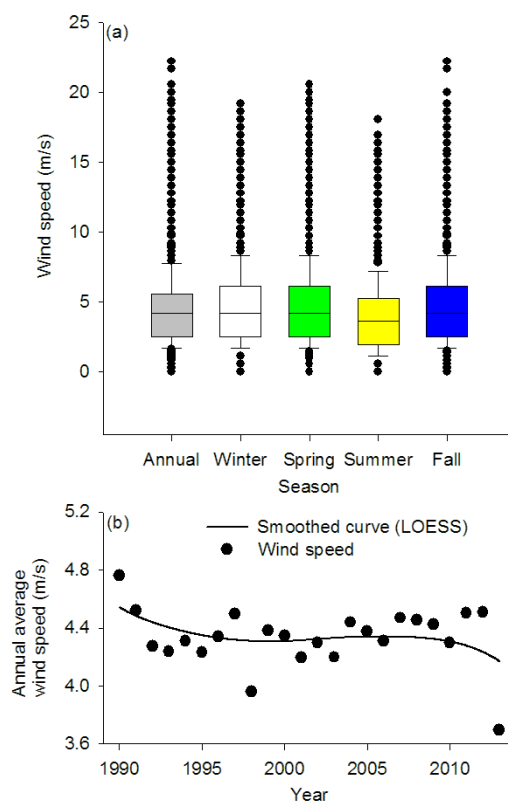 (a)
25
20
15
10
5
0
Wind speed (m/s)
Annual Winter Spring Summer Fall
Season
(b)
Smoothed curve (LOESS)
Wind speed
5.2
4.8
4.4
4.0
3.6
Annual average
wind speed (m/s)
1990 1995 2000 2005 2010
Year